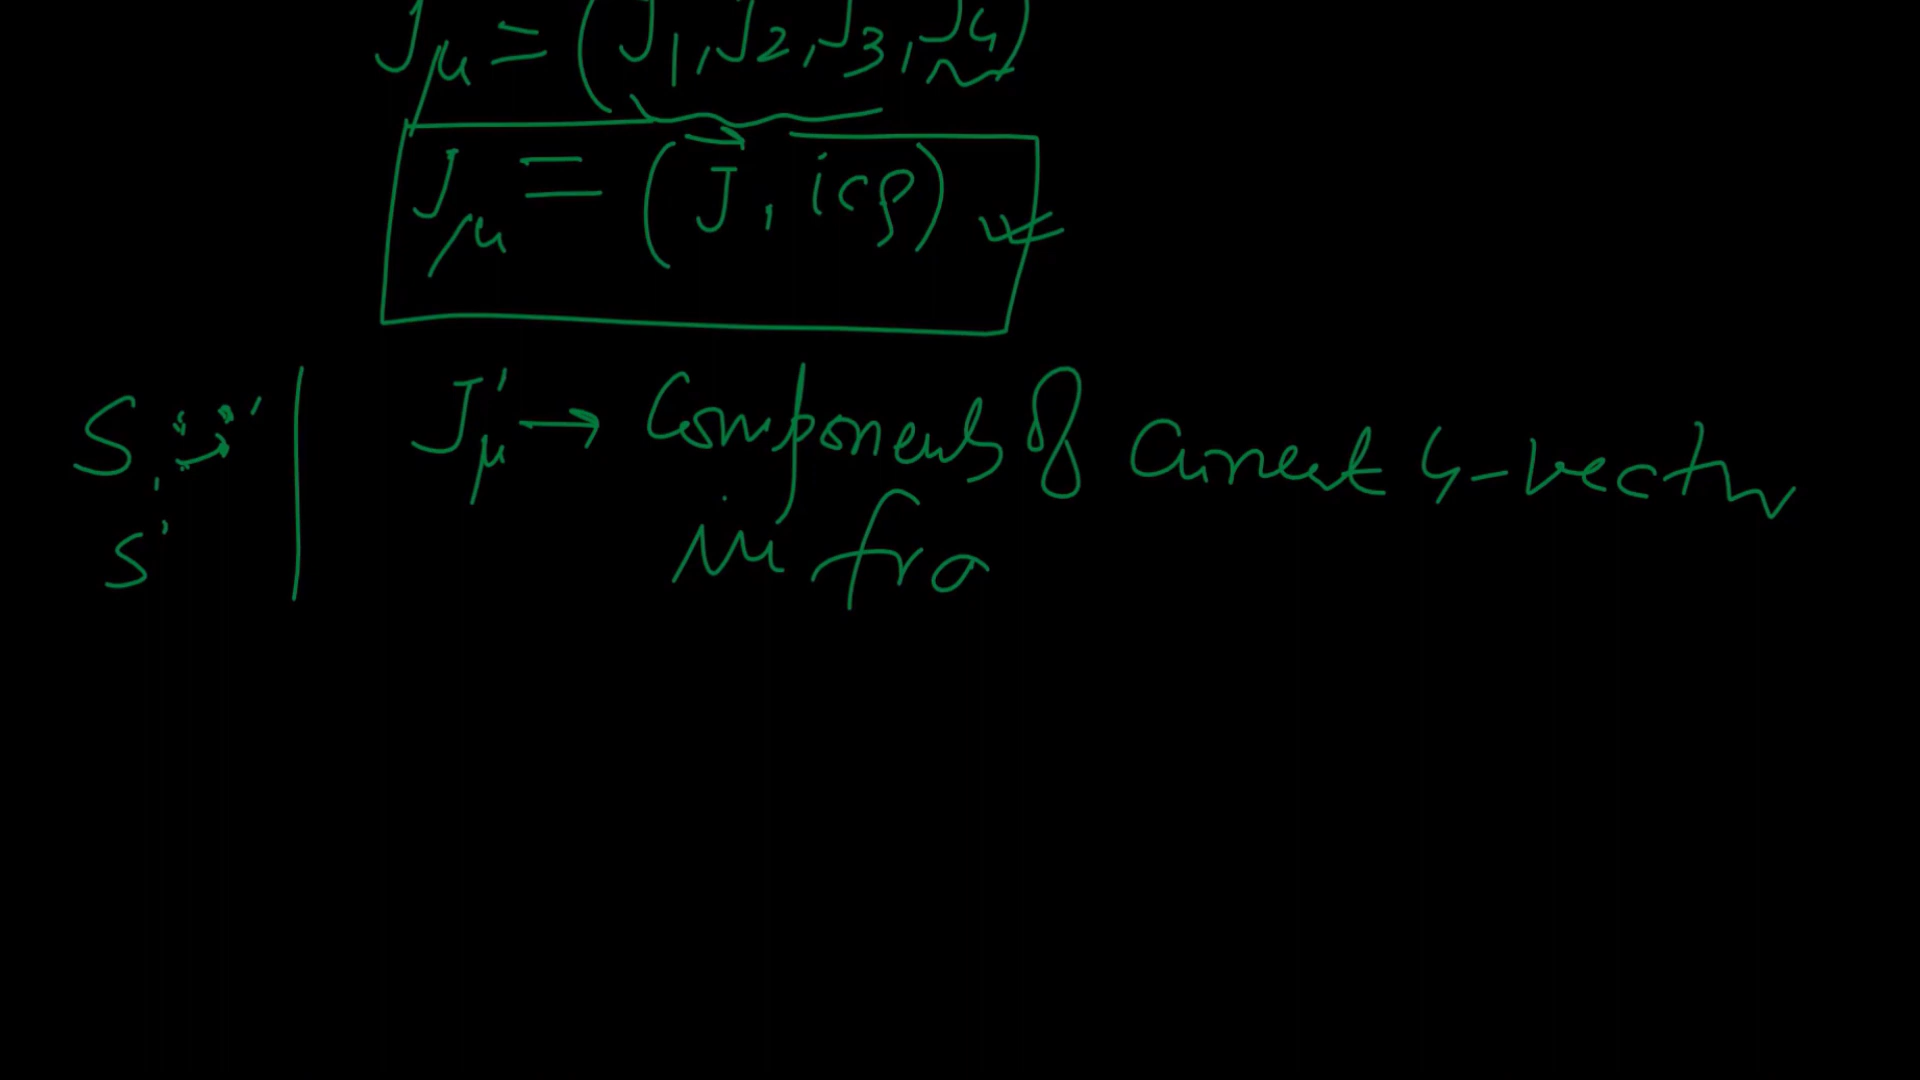 Jμ = (J1, J2, J3, J4)
Jμ = (J⃗, icρ)
S,
J'μ → Components of Current 4-vector
S' in fra